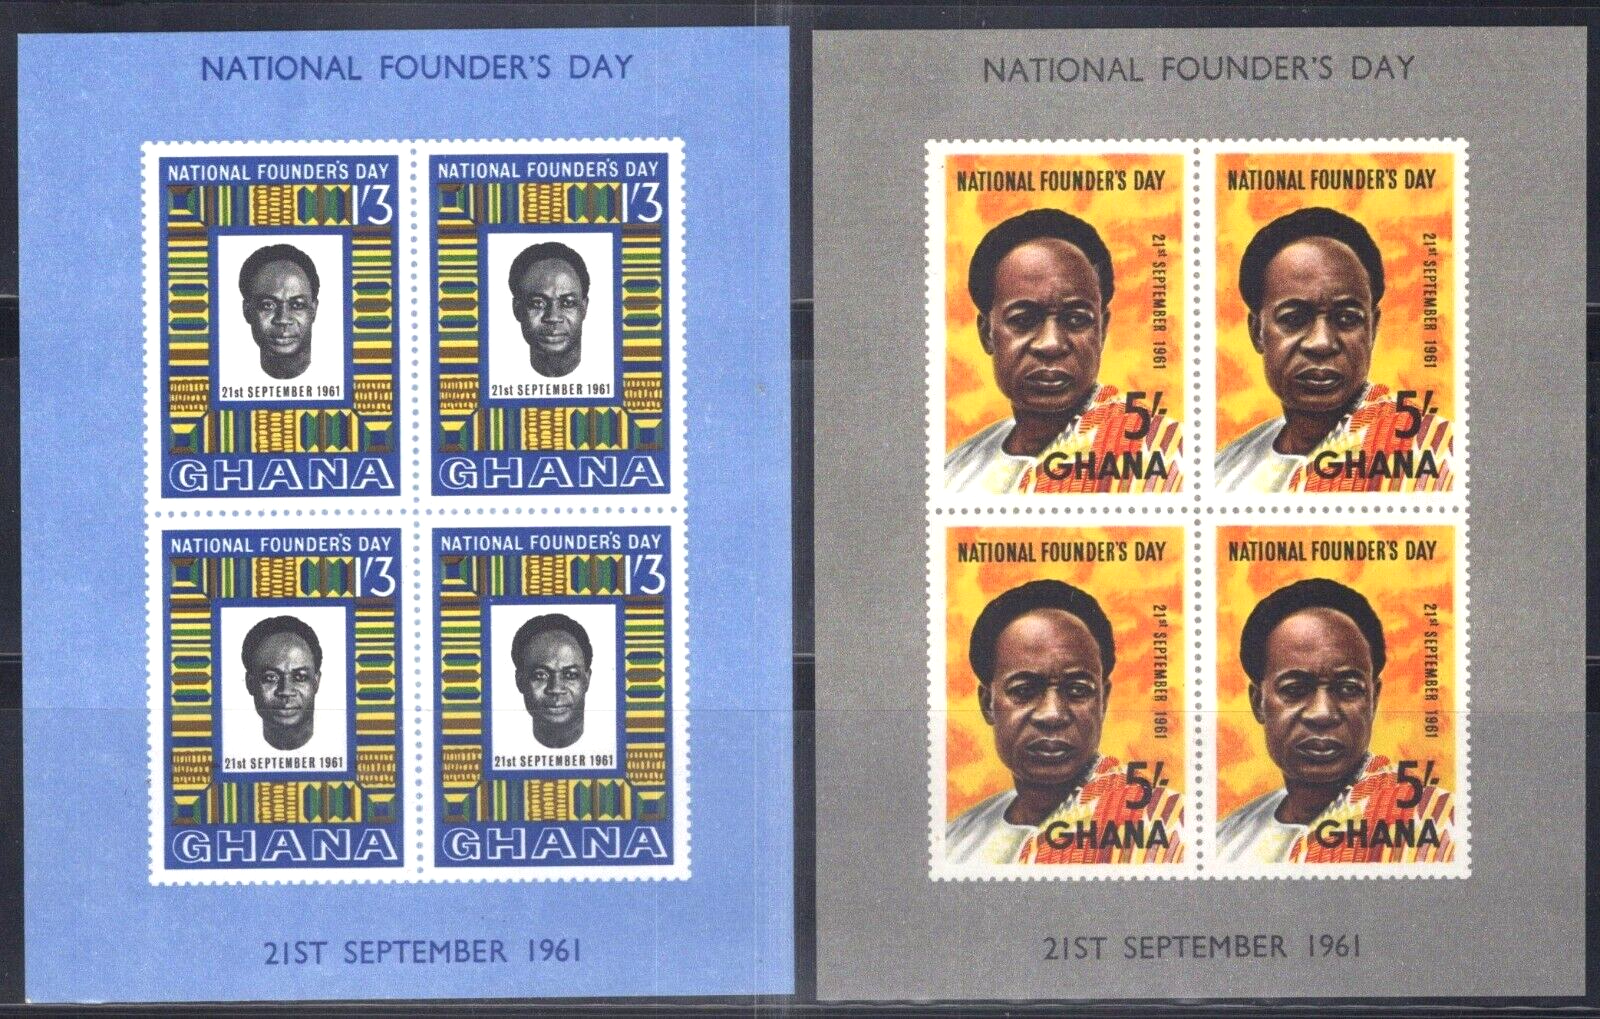 NATIONAL FOUNDER'S DAY
NATIONAL FOUNDER'S DAY
1/3
21st SEPTEMBER 1961
GHANA
NATIONAL FOUNDER'S DAY
1/3
21st SEPTEMBER 1961
GHANA
NATIONAL FOUNDER'S DAY
1/3
21st SEPTEMBER 1961
GHANA
NATIONAL FOUNDER'S DAY
1/3
21st SEPTEMBER 1961
GHANA
21ST SEPTEMBER 1961
NATIONAL FOUNDER'S DAY
NATIONAL FOUNDER'S DAY
21st SEPTEMBER 1961
5/-
GHANA
NATIONAL FOUNDER'S DAY
21st SEPTEMBER 1961
5/-
GHANA
NATIONAL FOUNDER'S DAY
21st SEPTEMBER 1961
5/-
GHANA
NATIONAL FOUNDER'S DAY
21st SEPTEMBER 1961
5/-
GHANA
21ST SEPTEMBER 1961